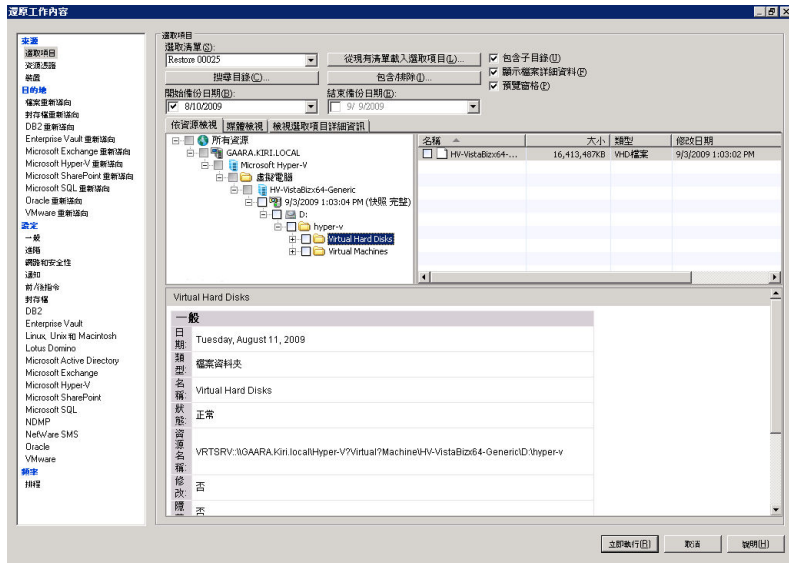 還原工作內容
來源
選取項目
資源憑證
裝置
目的地
檔案重新導向
封存檔重新導向
DB2 重新導向
Enterprise Vault 重新導向
Microsoft Exchange 重新導向
Microsoft Hyper-V 重新導向
Microsoft SharePoint 重新導向
Microsoft SQL 重新導向
Oracle 重新導向
VMware 重新導向
設定
一般
進階
網路和安全性
通知
前/後指令
封存檔
DB2
Enterprise Vault
Linux, Unix 和 Macintosh
Lotus Domino
Microsoft Active Directory
Microsoft Exchange
Microsoft Hyper-V
Microsoft SharePoint
Microsoft SQL
NDMP
NetWare SMS
Oracle
VMware
頻率
排程
選取項目
選取清單(S):
Restore 00025
從現有清單載入選取項目(L)...
包含子目錄(U)
搜尋目錄(C)...
包含/排除(I)...
顯示檔案詳細資料(F)
預覽窗格(E)
開始備份日期(B):
結束備份日期(E):
8/10/2009
9/ 9/2009
依資源檢視
媒體檢視
檢視選取項目詳細資訊
所有資源
GAARA.KIRI.LOCAL
Microsoft Hyper-V
虛擬電腦
HV-VistaBizx64-Generic
9/3/2009 1:03:04 PM (快照 完整)
D:
hyper-v
Virtual Hard Disks
Virtual Machines
名稱 大小 類型 修改日期
HV-VistaBizx64-... 16,413,487KB VHD檔案 9/3/2009 1:03:02 PM
Virtual Hard Disks
一般
日期: Tuesday, August 11, 2009
類型: 檔案資料夾
名稱: Virtual Hard Disks
狀態: 正常
資源名稱: VRTSRV::\\GAARA.Kiri.local\Hyper-V?Virtual?Machine\HV-VistaBizx64-Generic\D:\hyper-v
修改: 否
否
立即執行(R)
取消
說明(H)